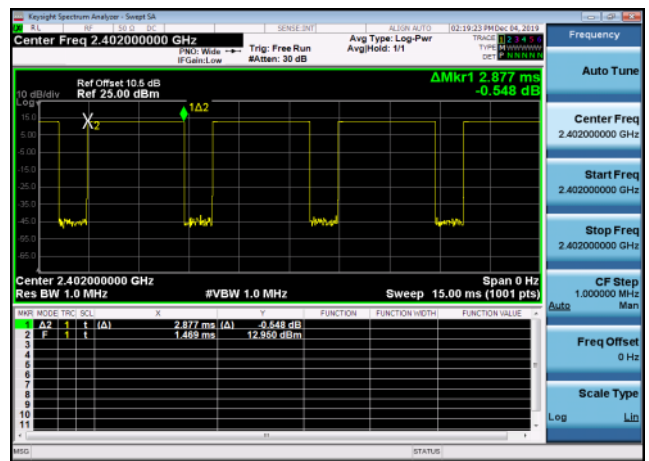 Keysight Spectrum Analyzer - Swept SA
RL RF 50 Ω DC SENSE:INT ALIGN AUTO 02:19:23 PM Dec 04, 2019
Center Freq 2.402000000 GHz
PNO: Wide
IFGain:Low
Trig: Free Run
#Atten: 30 dB
Avg Type: Log-Pwr
Avg|Hold: 1/1
TRACE 1 2 3 4 5 6
TYPE M WWWWW
DET P N N N N N
Frequency
Auto Tune
Center Freq
2.402000000 GHz
Start Freq
2.402000000 GHz
Stop Freq
2.402000000 GHz
CF Step
1.000000 MHz
Auto Man
Freq Offset
0 Hz
Scale Type
Log Lin
Ref Offset 10.5 dB
10 dB/div Ref 25.00 dBm
Log
ΔMkr1 2.877 ms
-0.548 dB
1Δ2
X2
15.0
5.00
-5.00
-15.0
-25.0
-35.0
-45.0
-55.0
-65.0
Center 2.402000000 GHz Span 0 Hz
Res BW 1.0 MHz #VBW 1.0 MHz Sweep 15.00 ms (1001 pts)
MKR MODE TRC SCL X Y FUNCTION FUNCTION WIDTH FUNCTION VALUE
1 Δ2 1 t (Δ) 2.877 ms (Δ) -0.548 dB
2 F 1 t 1.469 ms 12.950 dBm
3
4
5
6
7
8
9
10
11
MSG STATUS